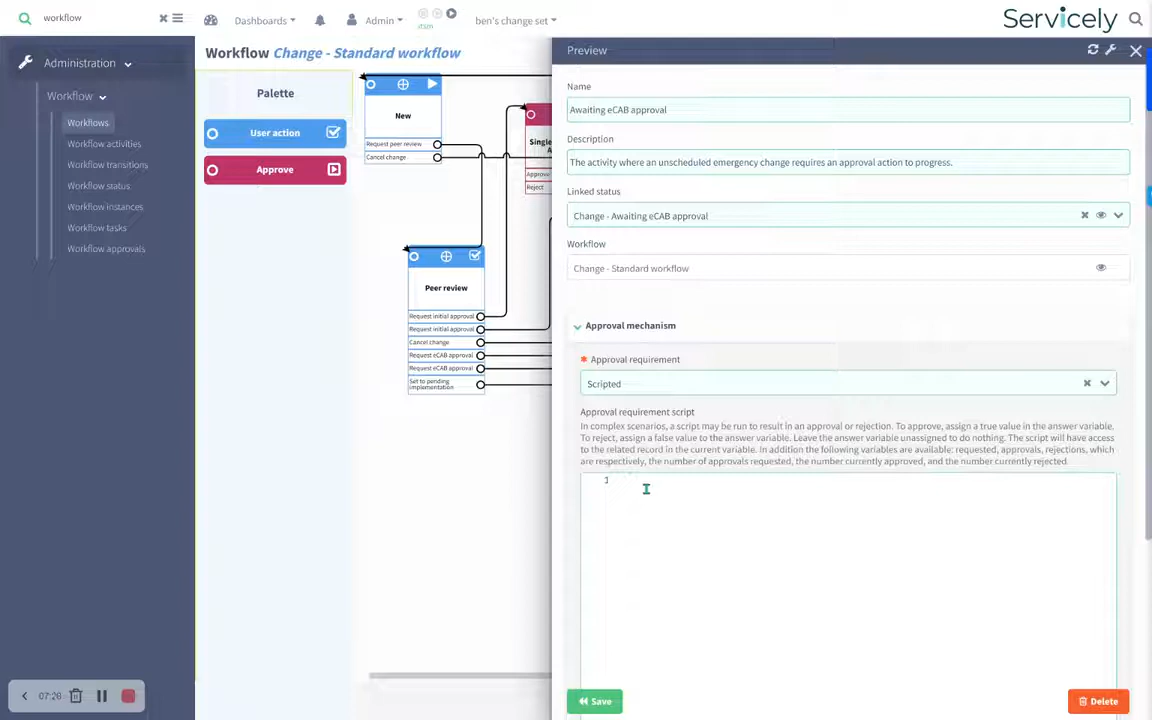 workflow
Dashboards
Admin
itsm
ben's change set
Servicely
Administration
Workflow
Workflows
Workflow activities
Workflow transitions
Workflow status
Workflow instances
Workflow tasks
Workflow approvals
07:28
Workflow Change - Standard workflow
Palette
User action
Approve
New
Request peer review
Cancel change
Approve
Reject
Peer review
Request initial approval
Request initial approval
Cancel change
Request eCAB approval
Request eCAB approval
Set to pending
implementation
Preview
Name
Awaiting eCAB approval
Description
The activity where an unscheduled emergency change requires an approval action to progress.
Linked status
Change - Awaiting eCAB approval
Workflow
Change - Standard workflow
Approval mechanism
* Approval requirement
Scripted
Approval requirement script
In complex scenarios, a script may be run to result in an approval or rejection. To approve, assign a true value in the answer variable.
To reject, assign a false value to the answer variable. Leave the answer variable unassigned to do nothing. The script will have access
to the related record in the current variable. In addition the following variables are available: requested, approvals, rejections, which
are respectively, the number of approvals requested, the number currently approved, and the number currently rejected.
1
Save
Delete